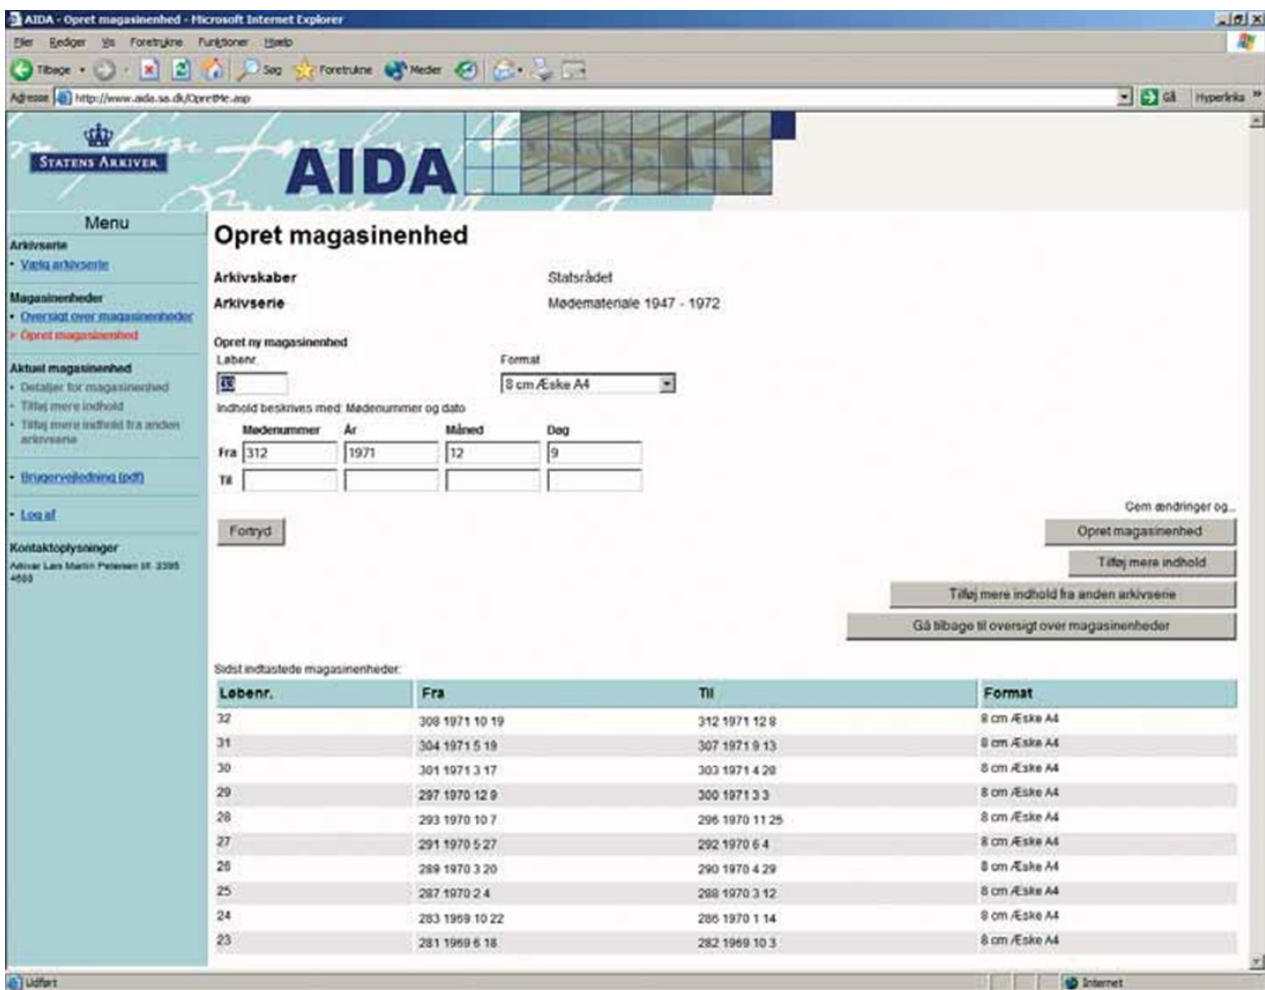 AIDA - Opret magasinenhed - Microsoft Internet Explorer
Filer Rediger Vis Foretrukne Funktioner Hjælp
Tilbage Søg Foretrukne Medier
Adresse http://www.aida.sa.dk/OpretMe.asp Gå Hyperlinks »
STATENS ARKIVER
AIDA
Menu
Arkivserie
• Vælg arkivserie
Magasinenheder
• Oversigt over magasinenheder
Opret magasinenhed
Aktuel magasinenhed
• Detaljer for magasinenhed
• Tilføj mere indhold
• Tilføj mere indhold fra anden
arkivserie
• Brugervejledning (pdf)
• Log af
Kontaktoplysninger
Arkivar Lars Martin Petersen tlf. 3395
Opret magasinenhed
Arkivskaber Statsrådet
Arkivserie Mødemateriale 1947 - 1972
Opret ny magasinenhed
Løbenr. Format
33 8 cm Æske A4
Indhold beskrives med: Mødenummer og dato
Mødenummer År Måned Dag
Fra 312 1971 12 9
Til
Gem ændringer og...
Fortryd Opret magasinenhed
Tilføj mere indhold
Tilføj mere indhold fra anden arkivserie
Gå tilbage til oversigt over magasinenheder
Sidst indtastede magasinenheder:
Løbenr. Fra Til Format
32 308 1971 10 19 312 1971 12 8 8 cm Æske A4
31 304 1971 5 19 307 1971 9 13 8 cm Æske A4
30 301 1971 3 17 303 1971 4 28 8 cm Æske A4
29 297 1970 12 9 300 1971 3 3 8 cm Æske A4
28 293 1970 10 7 296 1970 11 25 8 cm Æske A4
27 291 1970 5 27 292 1970 6 4 8 cm Æske A4
26 289 1970 3 20 290 1970 4 29 8 cm Æske A4
25 287 1970 2 4 288 1970 3 12 8 cm Æske A4
24 283 1969 10 22 286 1970 1 14 8 cm Æske A4
23 281 1969 6 18 282 1969 10 3 8 cm Æske A4
Udført Internet